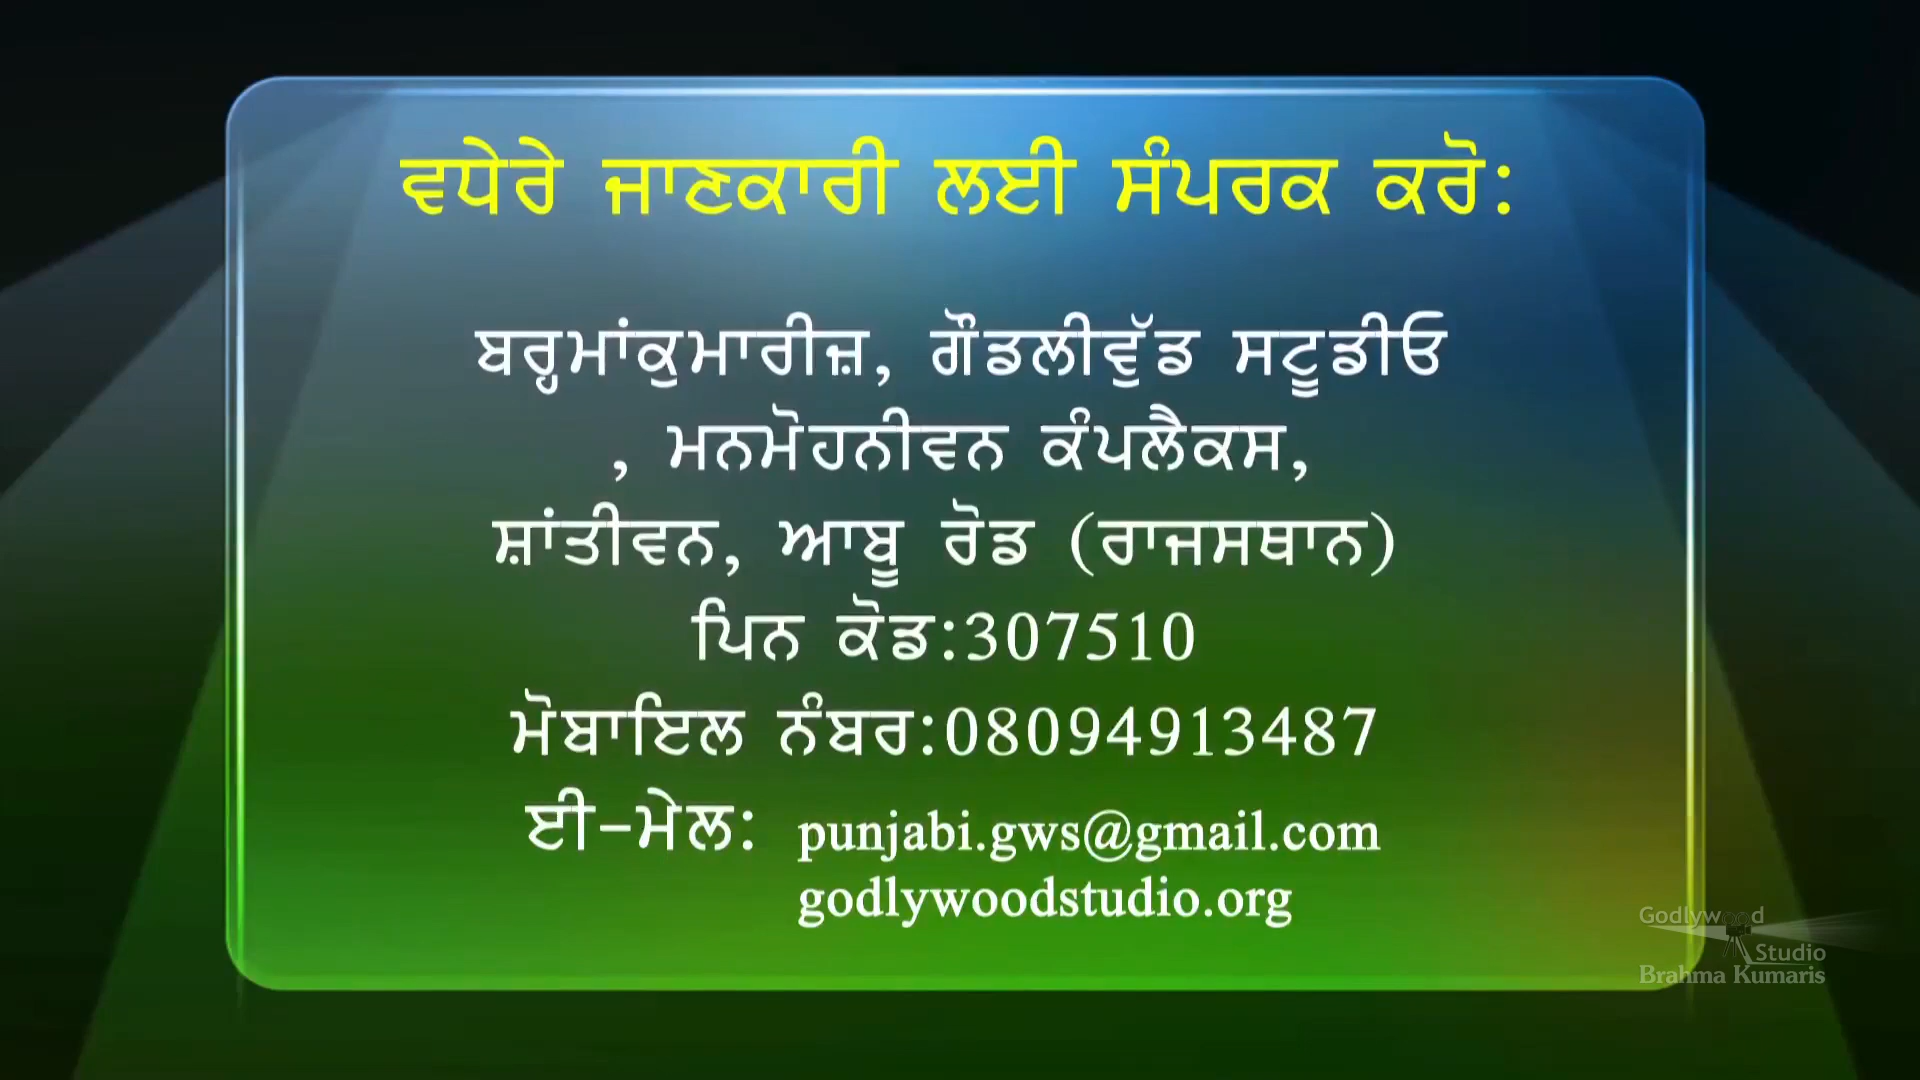 ਵਧੇਰੇ ਜਾਣਕਾਰੀ ਲਈ ਸੰਪਰਕ ਕਰੋ:
ਬਰ੍ਹਮਾਂਕੁਮਾਰੀਜ਼, ਗੌਡਲੀਵੁੱਡ ਸਟੂਡੀਓ
, ਮਨਮੋਹਨੀਵਨ ਕੰਪਲੈਕਸ,
ਸ਼ਾਂਤੀਵਨ, ਆਬੂ ਰੋਡ (ਰਾਜਸਥਾਨ)
ਪਿਨ ਕੋਡ:307510
ਮੋਬਾਇਲ ਨੰਬਰ:08094913487
ਈ-ਮੇਲ: punjabi.gws@gmail.com
godlywoodstudio.org
Godlywood
Studio
Brahma Kumaris